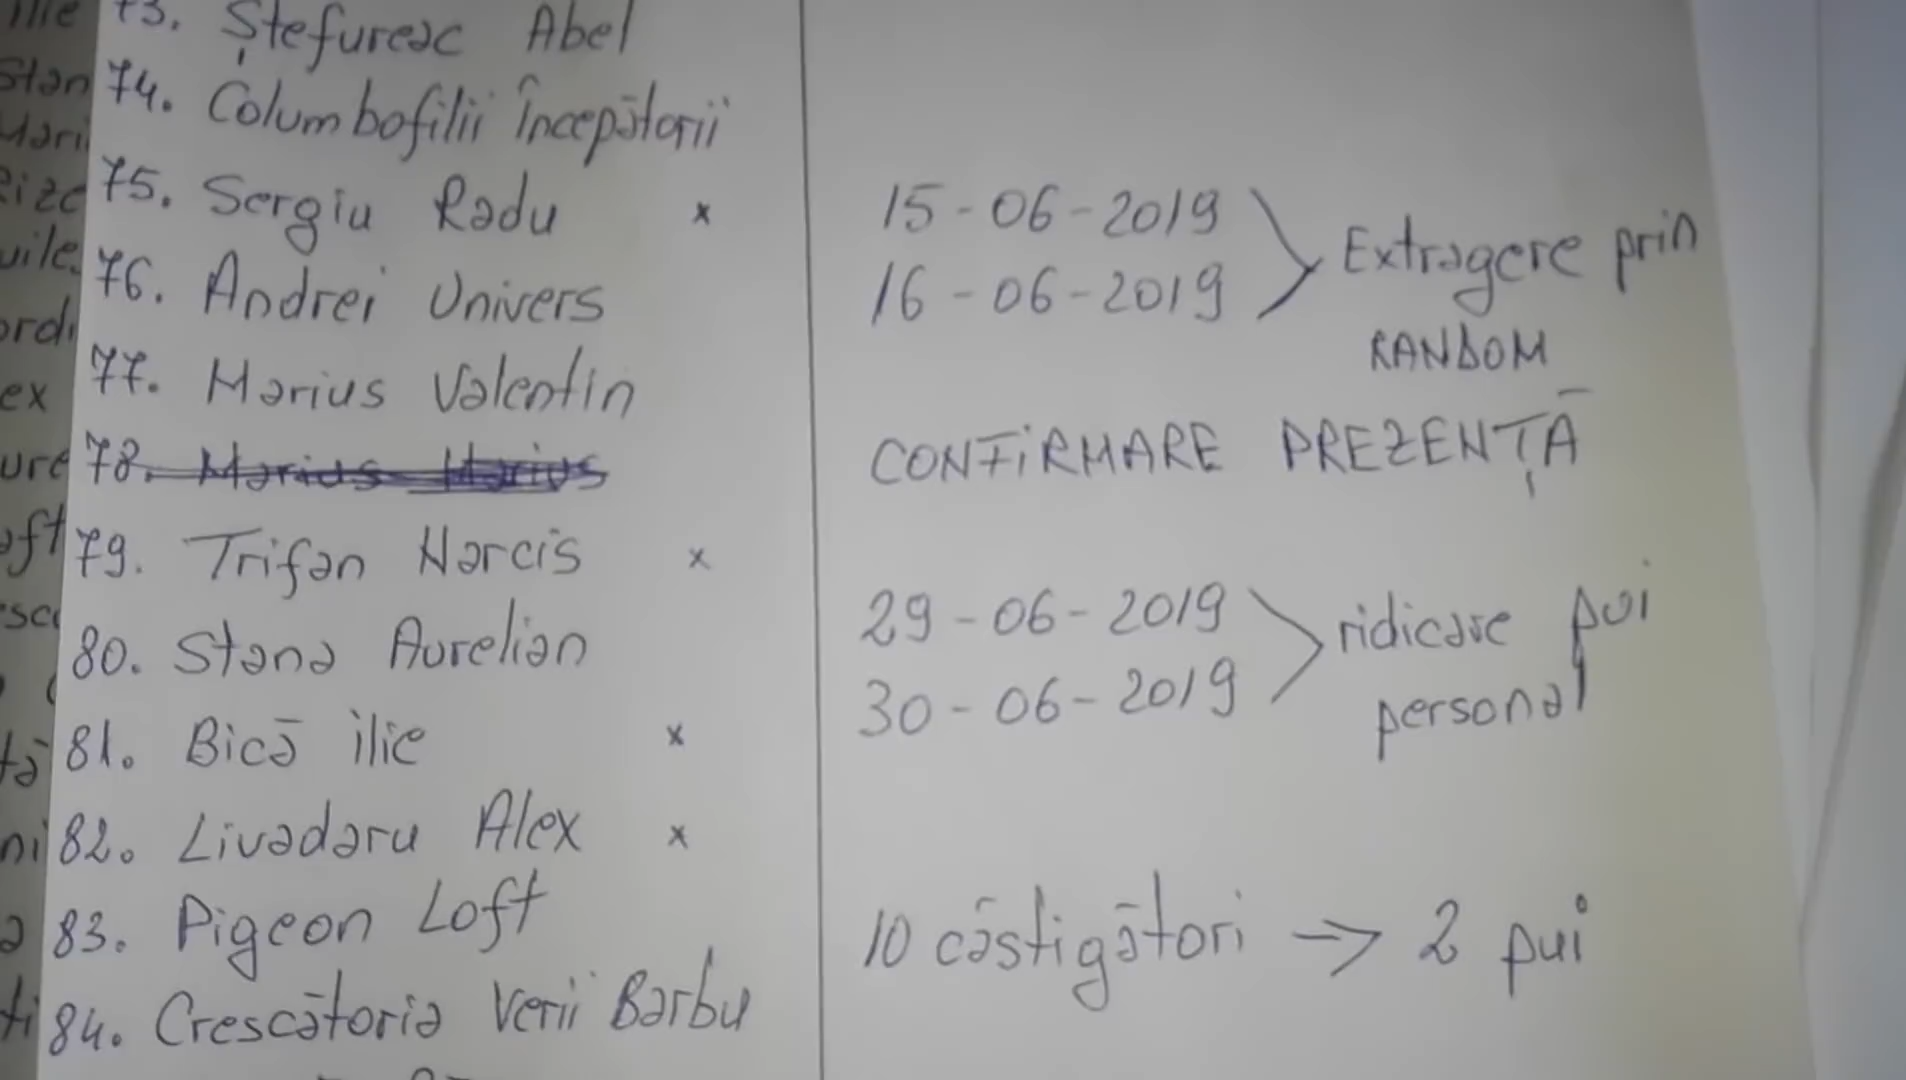 73. Ștefureac Abel
74. Columbofilii Începătorii
75. Sergiu Radu x
76. Andrei Univers
77. Marius Valentin
78. Marius Marius
79. Trifan Narcis x
80. Stana Aurelian
81. Bică ilie x
82. Livadaru Alex x
83. Pigeon Loft
84. Crescătoria Verii Barbu
15-06-2019
16-06-2019
Extragere prin
RANDOM
CONFiRMARE PREZENȚĂ
29-06-2019
30-06-2019
ridicare pui
personal
10 căstigători -> 2 pui